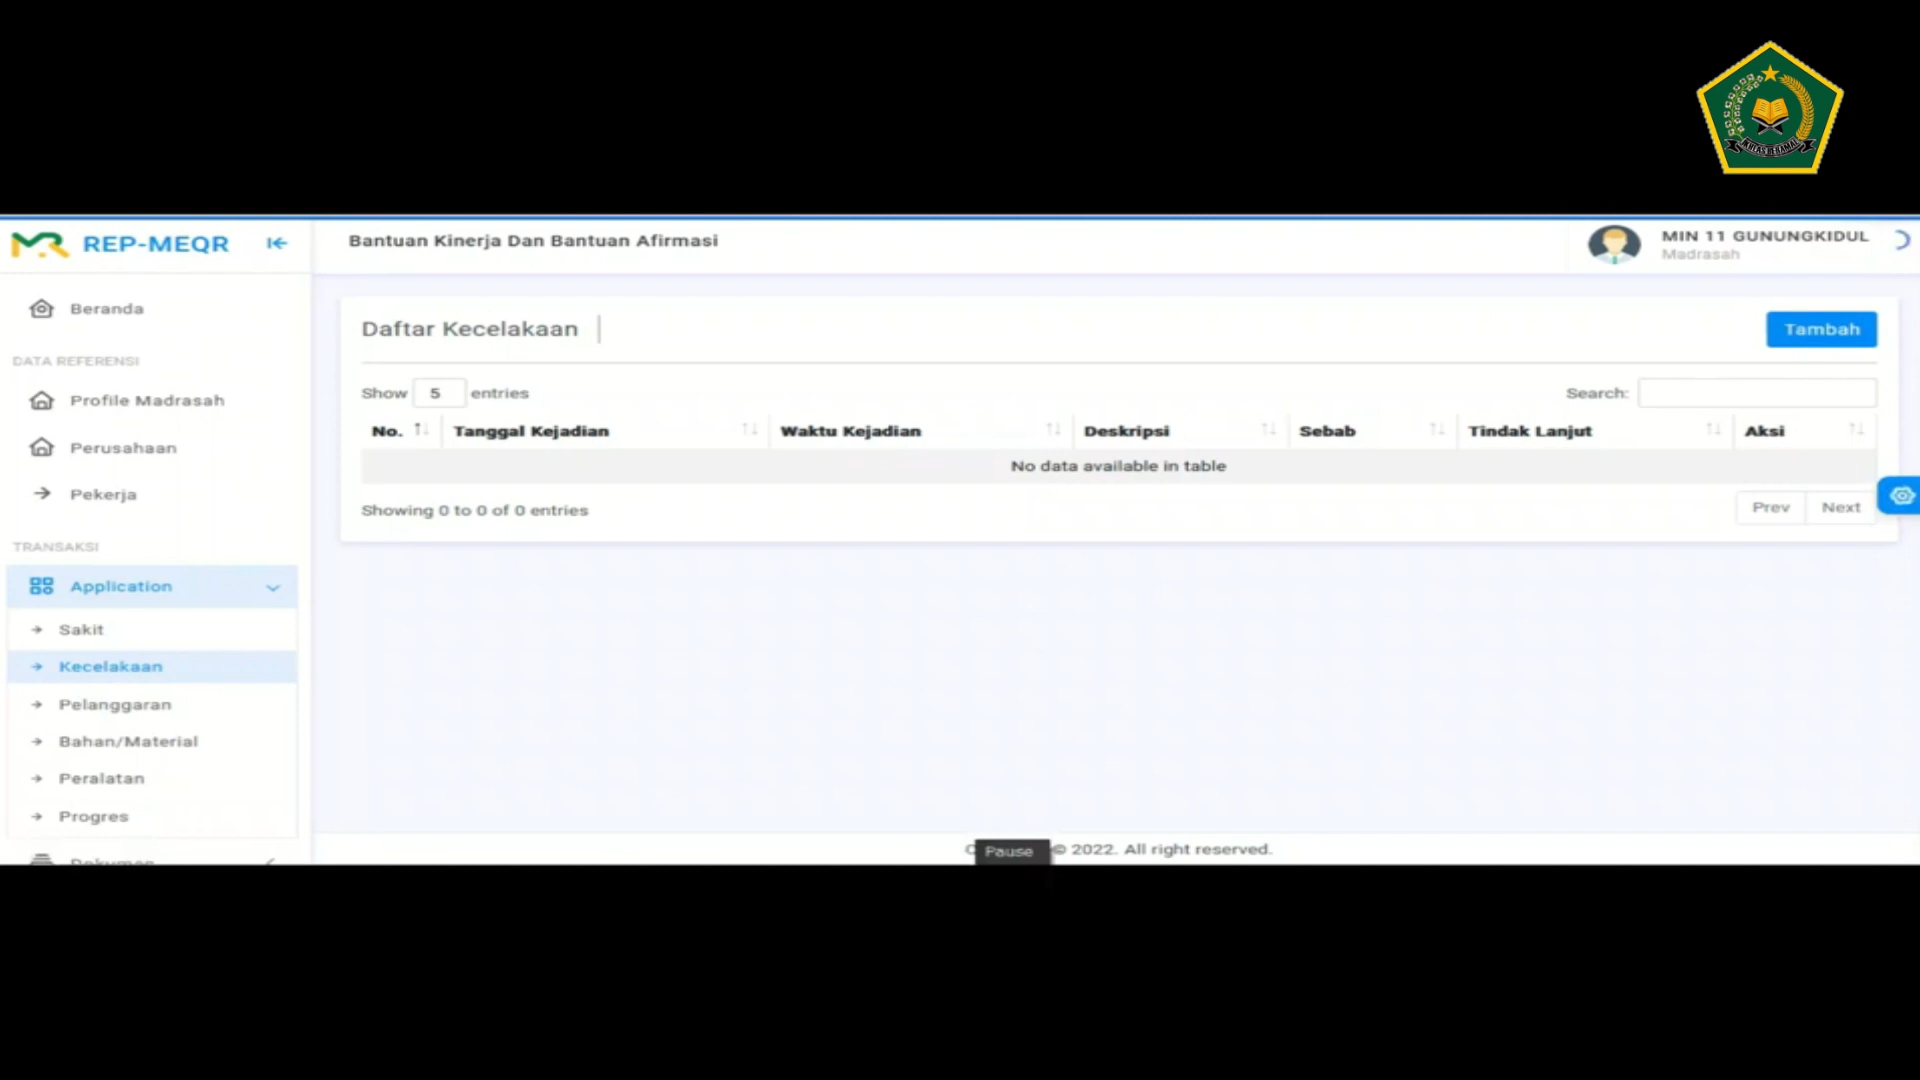 IKHLAS BERAMAL
REP-MEQR
Bantuan Kinerja Dan Bantuan Afirmasi
MIN 11 GUNUNGKIDUL
Madrasah
Beranda
DATA REFERENSI
Profile Madrasah
Perusahaan
Pekerja
TRANSAKSI
Application
Sakit
Kecelakaan
Pelanggaran
Bahan/Material
Peralatan
Progres
Dokumen
Daftar Kecelakaan
Tambah
Show 5 entries
Search:
No. Tanggal Kejadian Waktu Kejadian Deskripsi Sebab Tindak Lanjut Aksi
No data available in table
Showing 0 to 0 of 0 entries
Prev Next
Pause
© 2022. All right reserved.